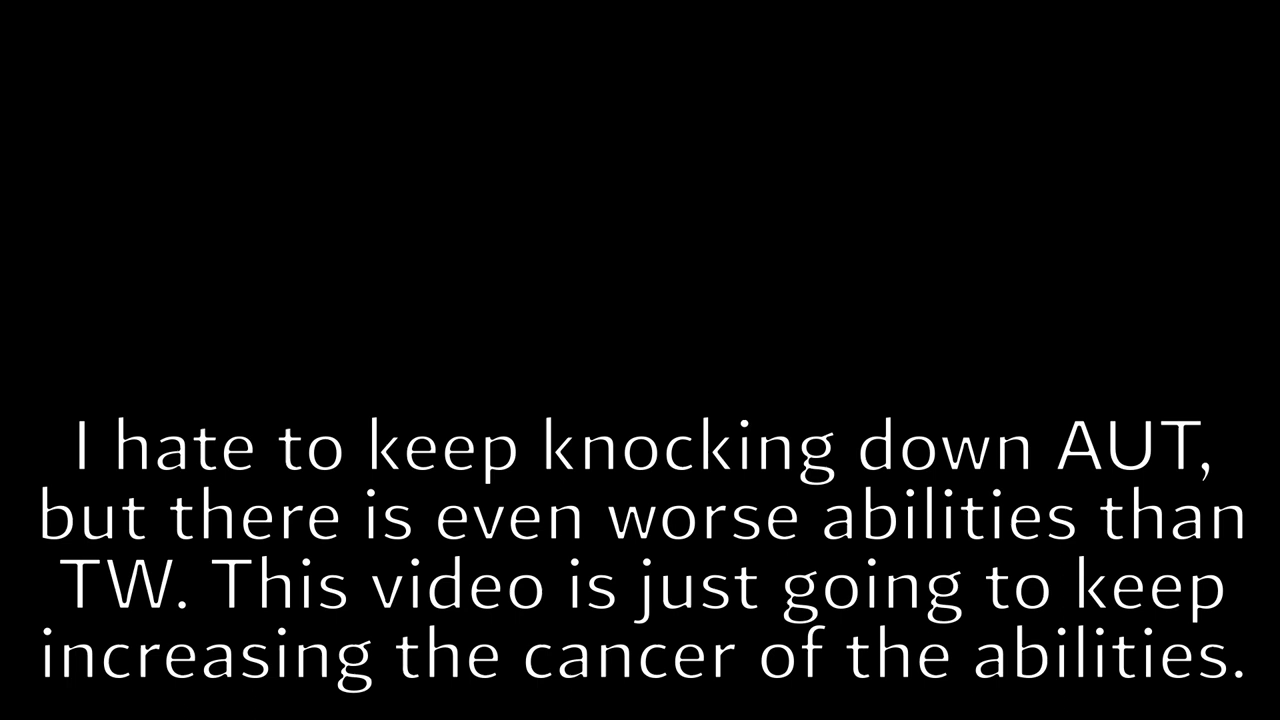 I hate to keep knocking down AUT,
but there is even worse abilities than
TW. This video is just going to keep
increasing the cancer of the abilities.